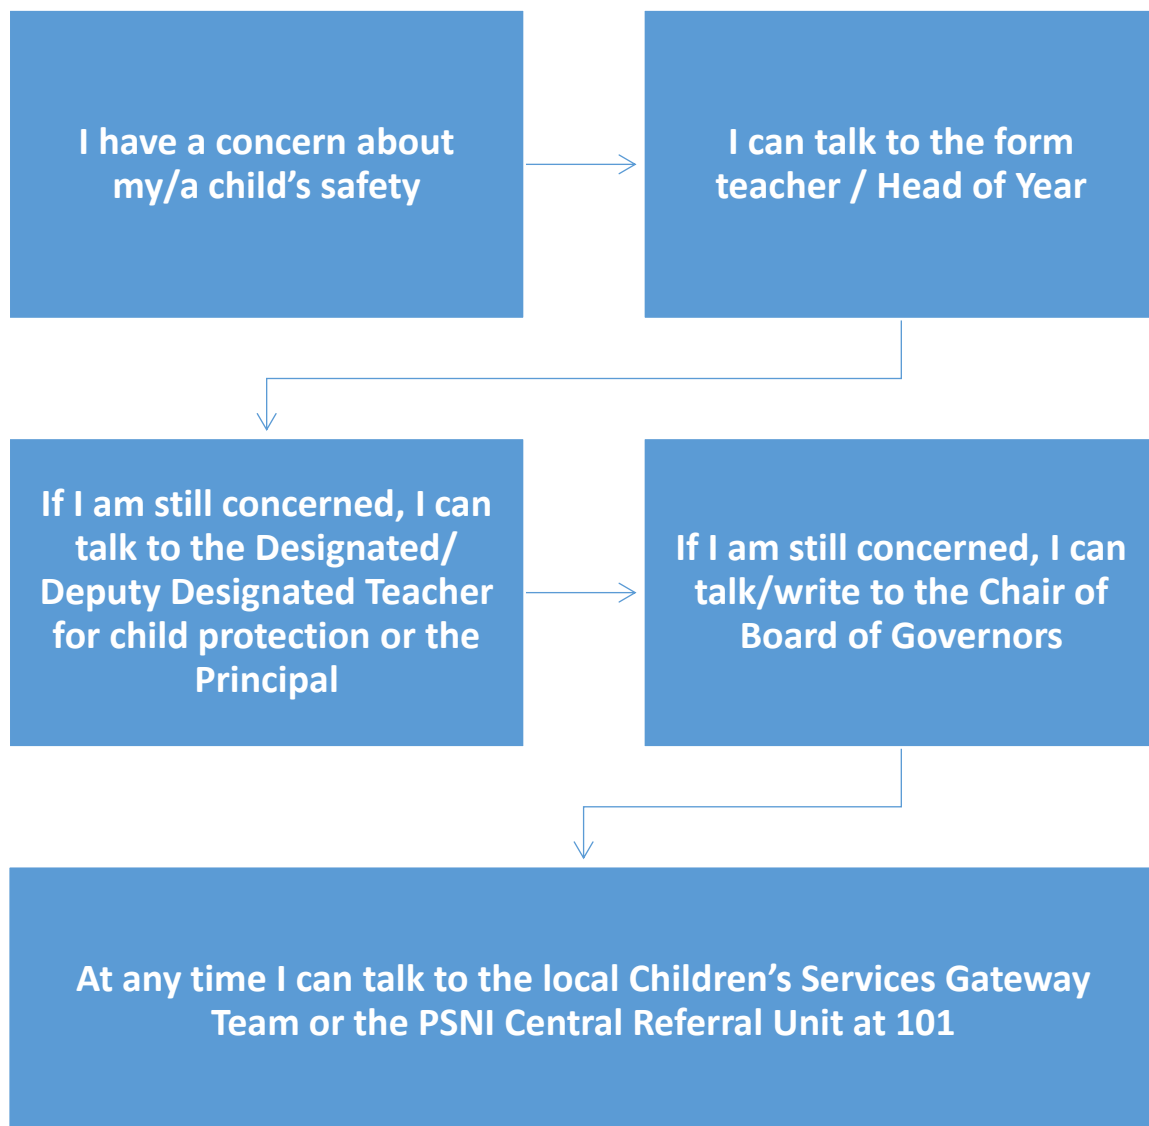 I have a concern about
my/a child’s safety
I can talk to the form
teacher / Head of Year
If I am still concerned, I can
talk to the Designated/
Deputy Designated Teacher
for child protection or the
Principal
If I am still concerned, I can
talk/write to the Chair of
Board of Governors
At any time I can talk to the local Children’s Services Gateway
Team or the PSNI Central Referral Unit at 101